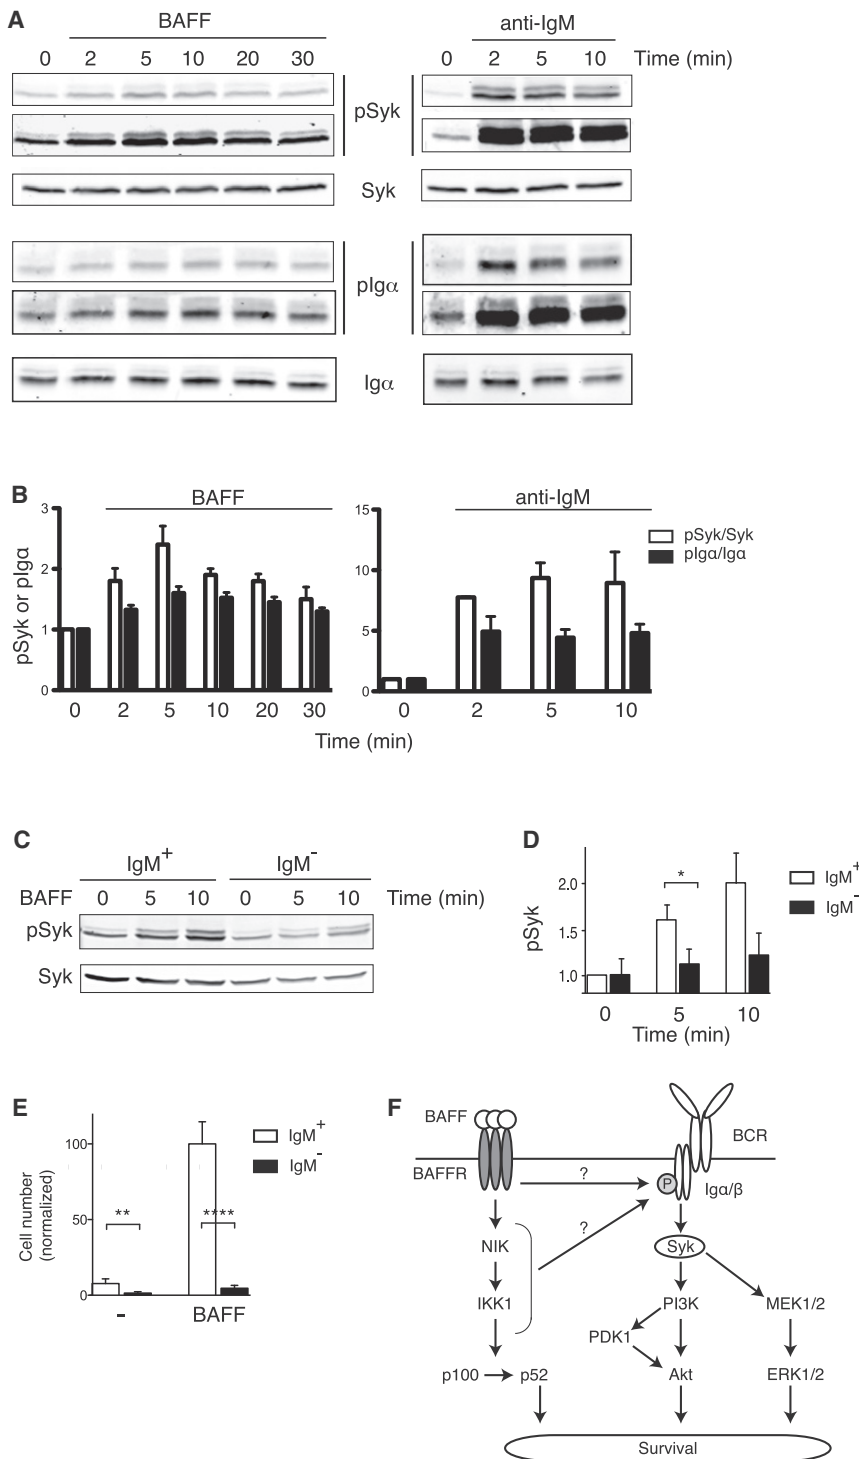 A
BAFF
anti-IgM
0 2 5 10 20 30
0 2 5 10 Time (min)
pSyk
Syk
pIgα
Igα
B
BAFF
anti-IgM
pSyk/Syk
pIgα/Igα
pSyk or pIgα
3
2
1
0
15
10
5
0
0 2 5 10 20 30
0 2 5 10
Time (min)
C
IgM+ IgM-
BAFF 0 5 10 0 5 10 Time (min)
pSyk
Syk
D
IgM+
IgM-
pSyk
2.0
1.5
1.0
*
0 5 10
Time (min)
E
IgM+
IgM-
Cell number
(normalized)
100
50
0
**
****
- BAFF
F
BAFF
BCR
BAFFR
?
P
Igα/β
?
NIK
Syk
IKK1
PI3K
MEK1/2
PDK1
p100 p52
Akt
ERK1/2
Survival